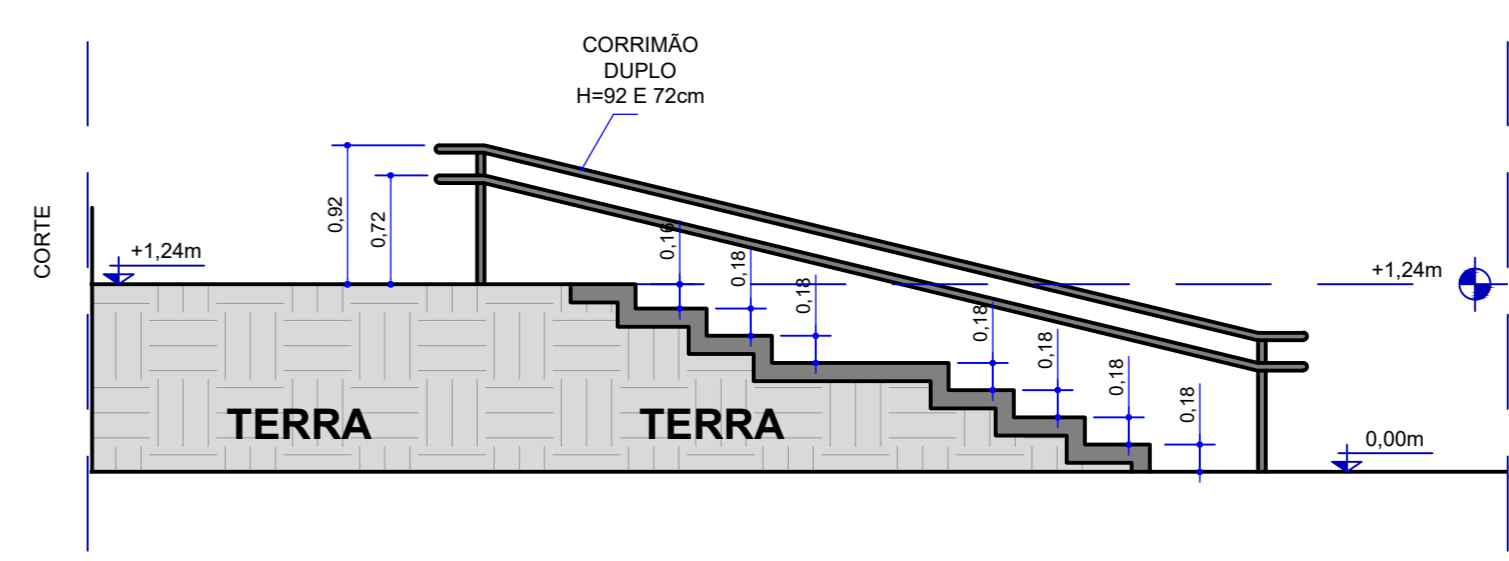 CORRIMÃO
DUPLO
H=92 E 72cm
CORTE
+1,24m
0,92
0,72
0,16
0,18
0,18
0,18
0,18
0,18
0,18
+1,24m
TERRA
TERRA
0,00m